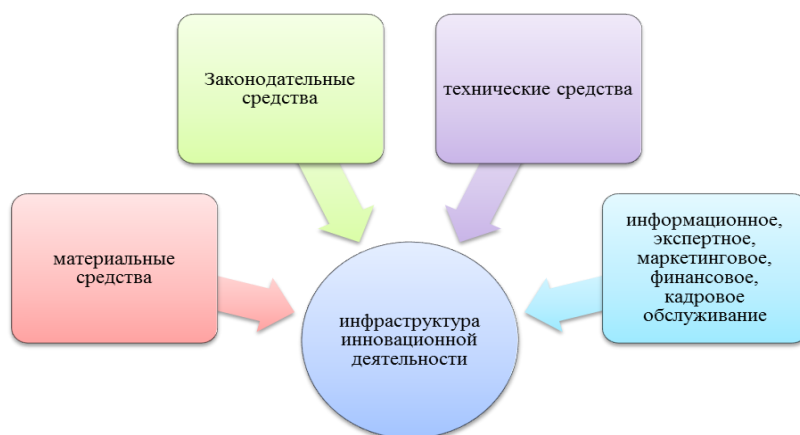 Законодательные
средства
технические средства
материальные
средства
информационное,
экспертное,
маркетинговое,
финансовое,
кадровое
обслуживание
инфраструктура
инновационной
деятельности